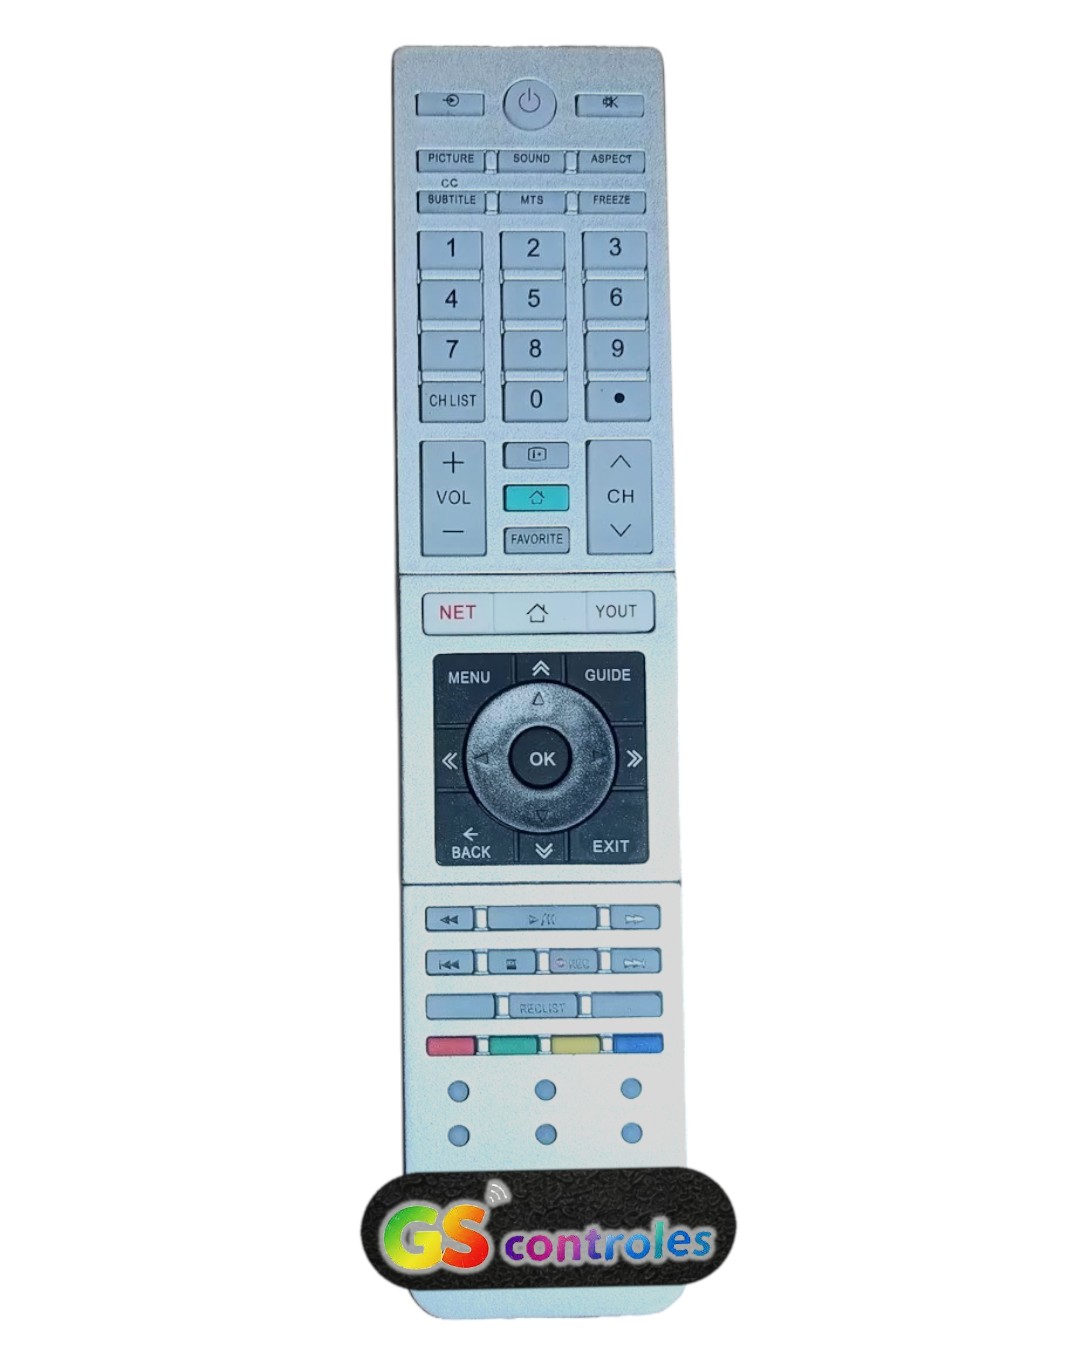 PICTURE SOUND ASPECT
CC
SUBTITLE MTS FREEZE
1 2 3
4 5 6
7 8 9
CH LIST 0 •
+
VOL CH
−
FAVORITE
NET YOUT
MENU GUIDE
OK
BACK EXIT
REC
RECLIST
GS controles